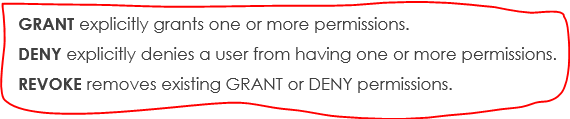 GRANT explicitly grants one or more permissions.
DENY explicitly denies a user from having one or more permissions.
REVOKE removes existing GRANT or DENY permissions.